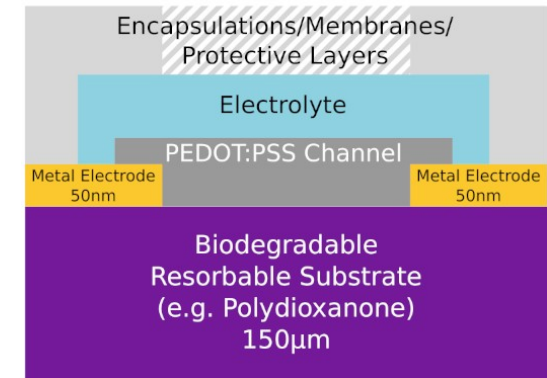 Encapsulations/Membranes/
Protective Layers
Electrolyte
PEDOT:PSS Channel
Metal Electrode
50nm
Metal Electrode
50nm
Biodegradable
Resorbable Substrate
(e.g. Polydioxanone)
150μm